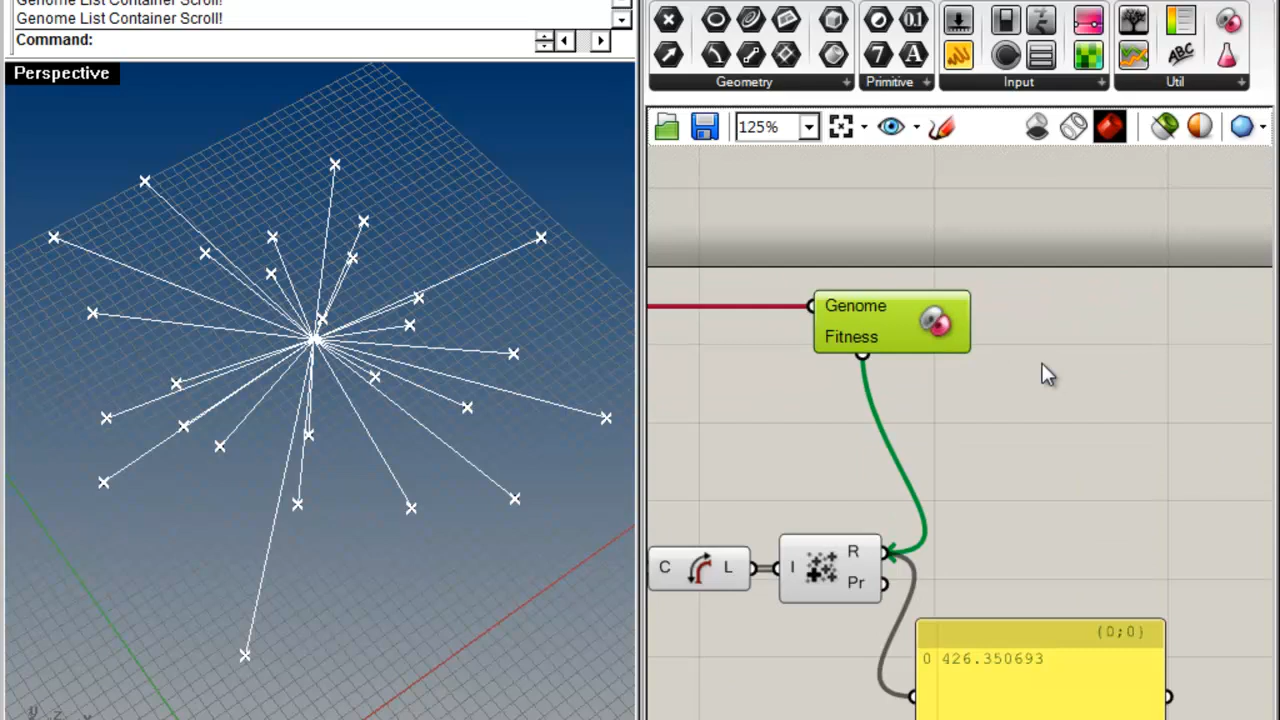 Genome List Container Scroll!
Genome List Container Scroll!
Command:
Perspective
Geometry
Primitive
Input
Util
0.1
7
A
ABC
125%
Genome
Fitness
C
L
I
R
Pr
{0;0}
0 426.350693
y
z
x